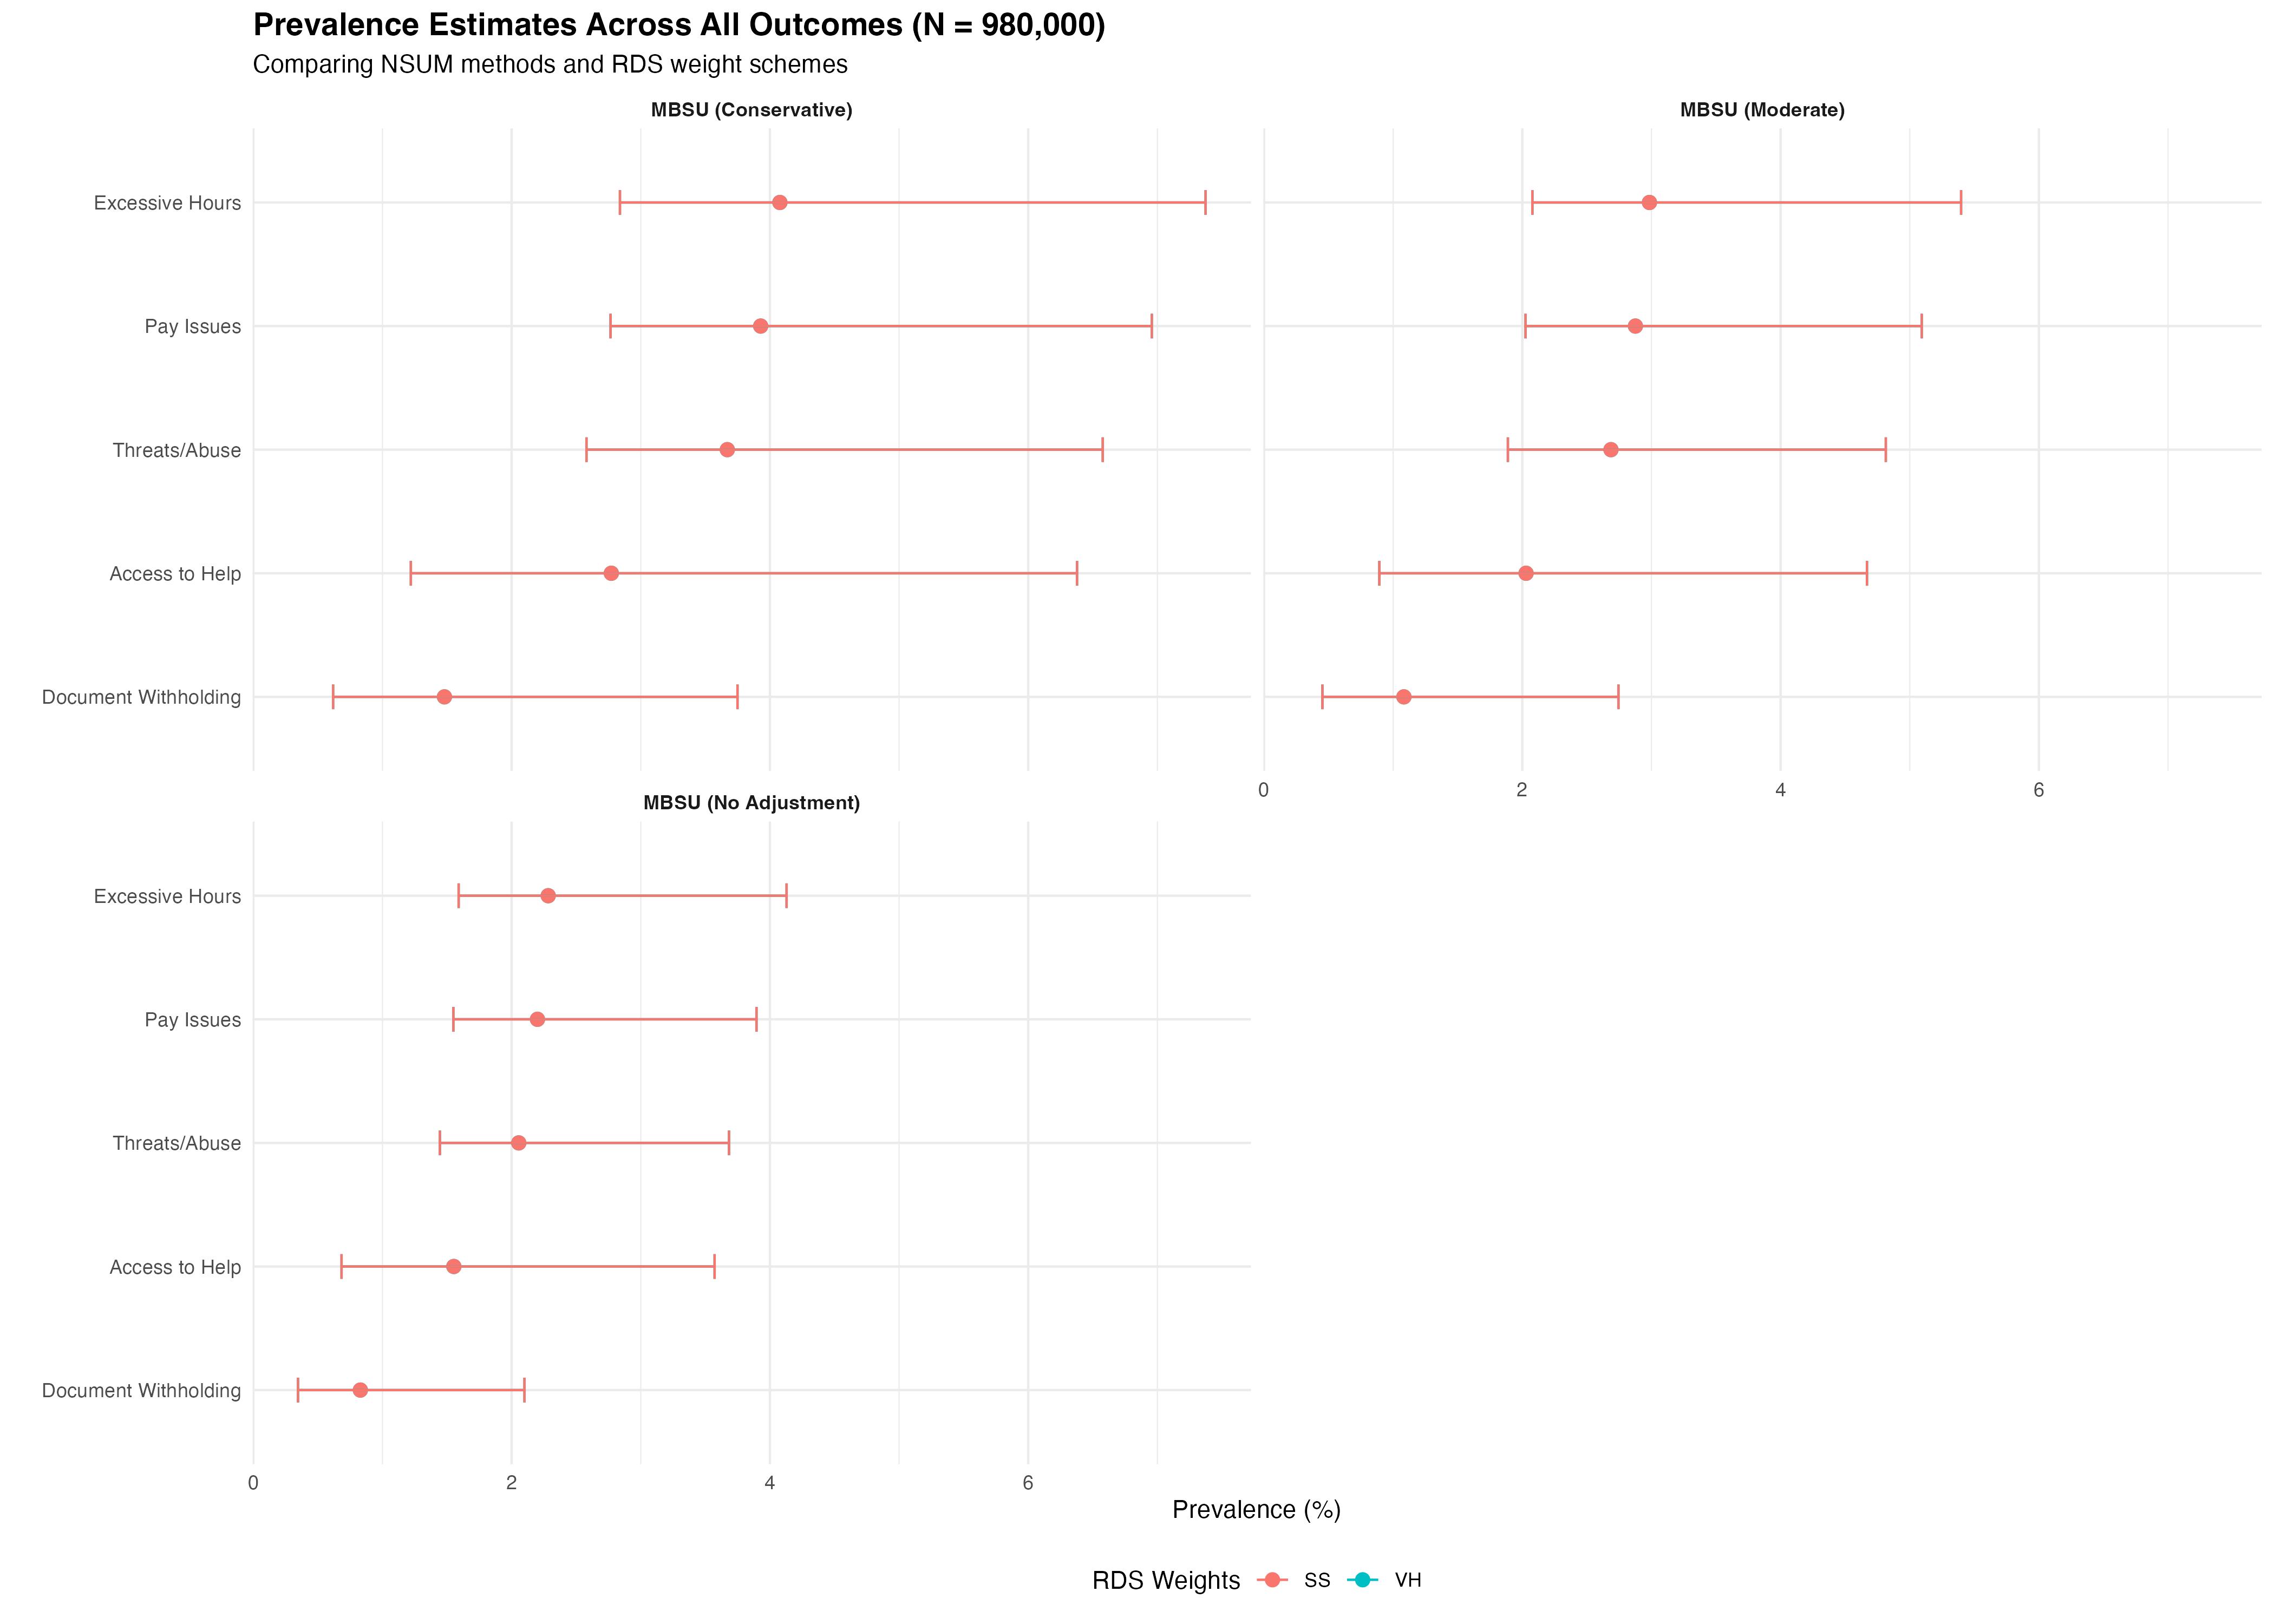 Prevalence Estimates Across All Outcomes (N = 980,000)
Comparing NSUM methods and RDS weight schemes
MBSU (Conservative)
MBSU (Moderate)
Excessive Hours
Pay Issues
Threats/Abuse
Access to Help
Document Withholding
0 2 4 6
MBSU (No Adjustment)
Excessive Hours
Pay Issues
Threats/Abuse
Access to Help
Document Withholding
0 2 4 6
Prevalence (%)
RDS Weights SS VH